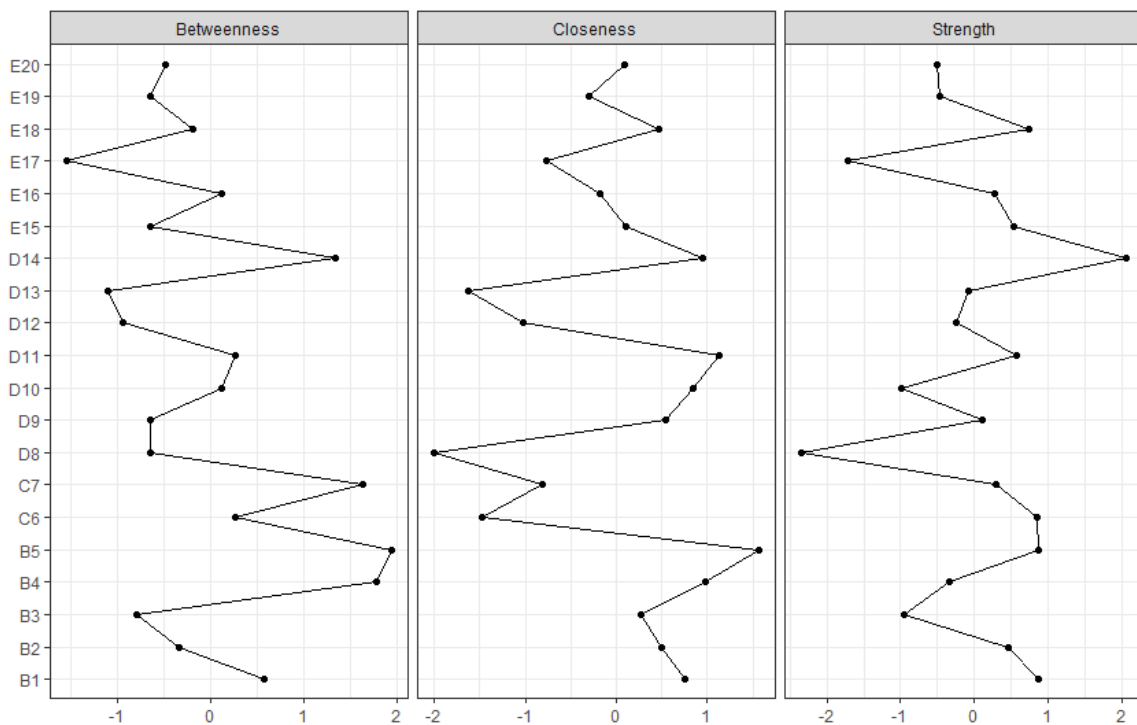 Betweenness Closeness Strength
E20
E19
E18
E17
E16
E15
D14
D13
D12
D11
D10
D9
D8
C7
C6
B5
B4
B3
B2
B1
-1 0 1 2 -2 -1 0 1 -2 -1 0 1 2